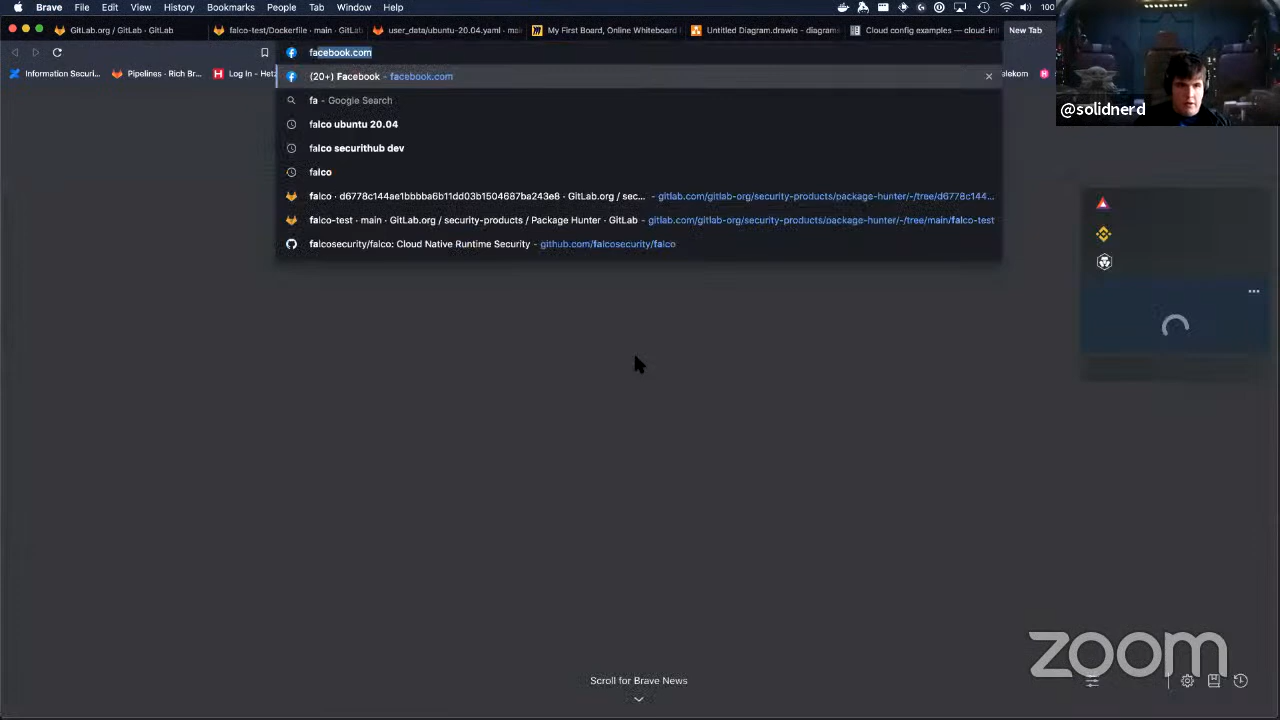 Brave File Edit View History Bookmarks People Tab Window Help 100
GitLab.org / GitLab · GitLab falco-test/Dockerfile · main · GitLab user_data/ubuntu-20.04.yaml · mai My First Board, Online Whiteboard Untitled Diagram.drawio - diagrams Cloud config examples — cloud-in New Tab
facebook.com
Information Securi... Pipelines · Rich Br... Log In - Hetz elekom
(20+) Facebook - facebook.com
fa - Google Search
falco ubuntu 20.04
falco securithub dev
falco
falco · d6778c144ae1bbbba6b11dd03b1504687ba243e8 · GitLab.org / sec... - gitlab.com/gitlab-org/security-products/package-hunter/-/tree/d6778c144...
falco-test · main · GitLab.org / security-products / Package Hunter · GitLab - gitlab.com/gitlab-org/security-products/package-hunter/-/tree/main/falco-test
falcosecurity/falco: Cloud Native Runtime Security - github.com/falcosecurity/falco
@solidnerd
Scroll for Brave News
zoom